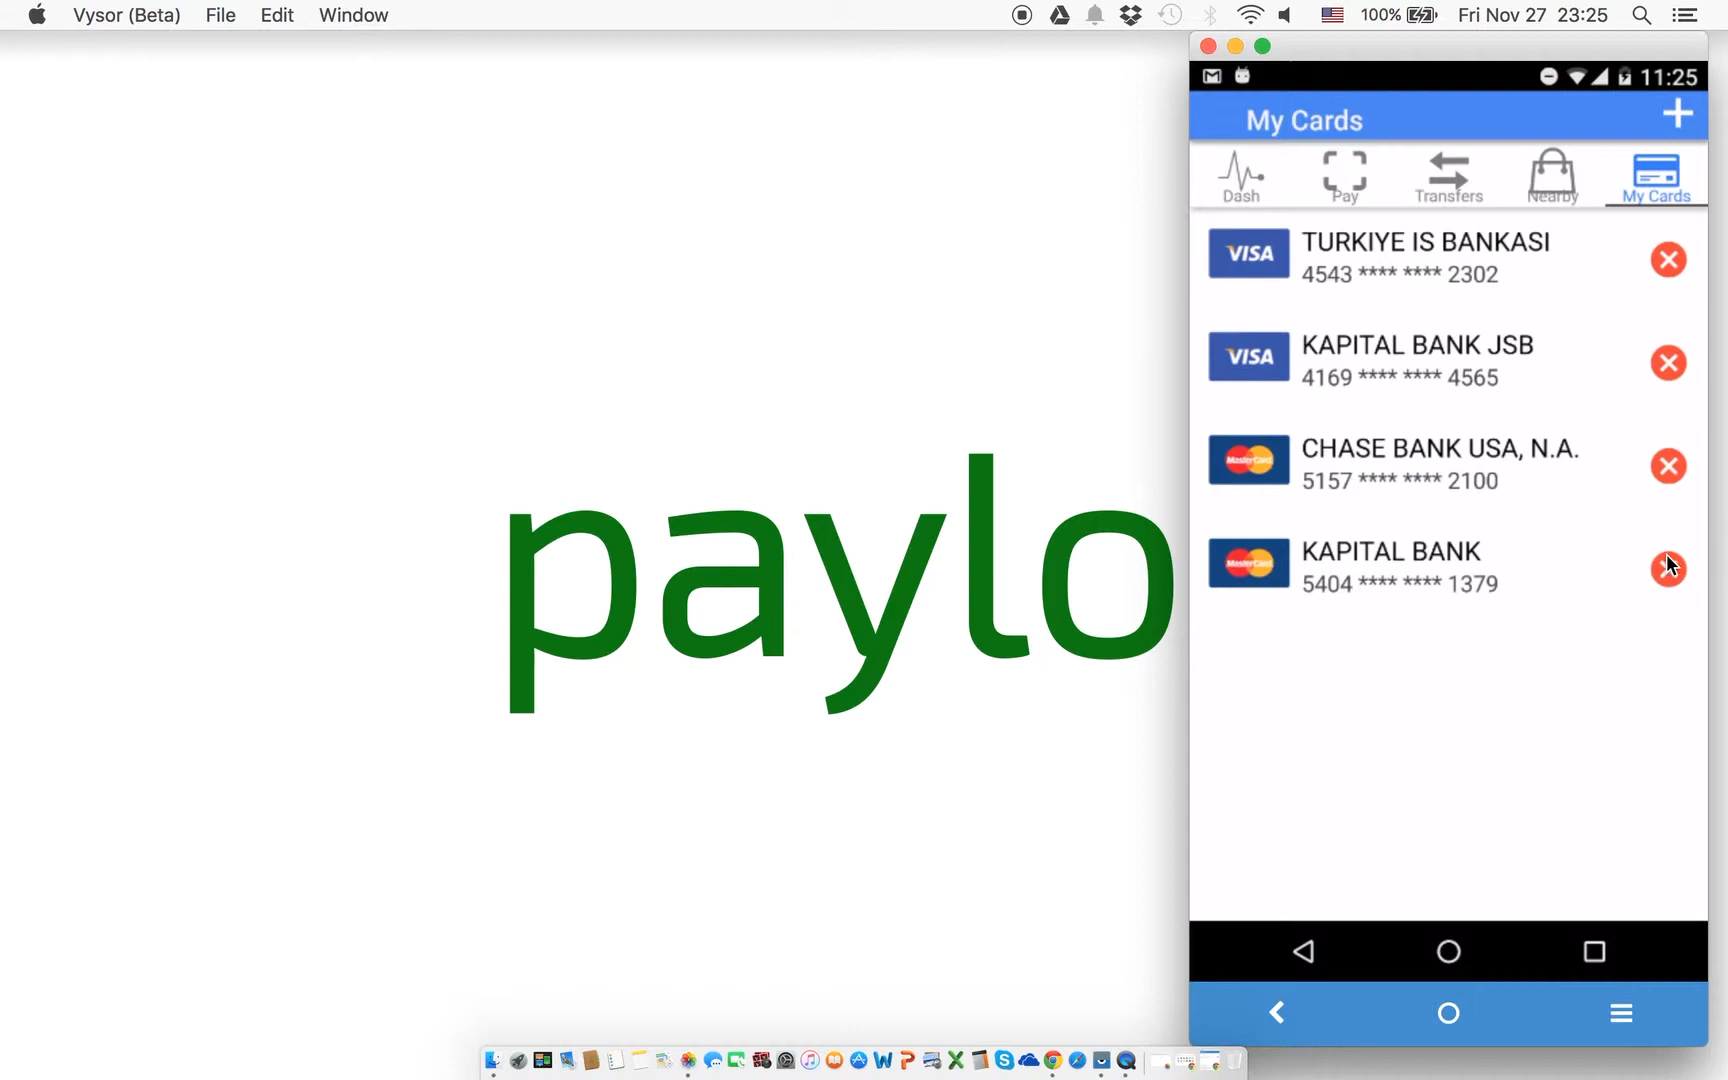 Vysor (Beta) File Edit Window 100% Fri Nov 27 23:25
11:25
My Cards
Dash Pay Transfers Nearby My Cards
VISA TURKIYE IS BANKASI
4543 **** **** 2302
VISA KAPITAL BANK JSB
4169 **** **** 4565
CHASE BANK USA, N.A.
MasterCard 5157 **** **** 2100
KAPITAL BANK
MasterCard 5404 **** **** 1379
paylo